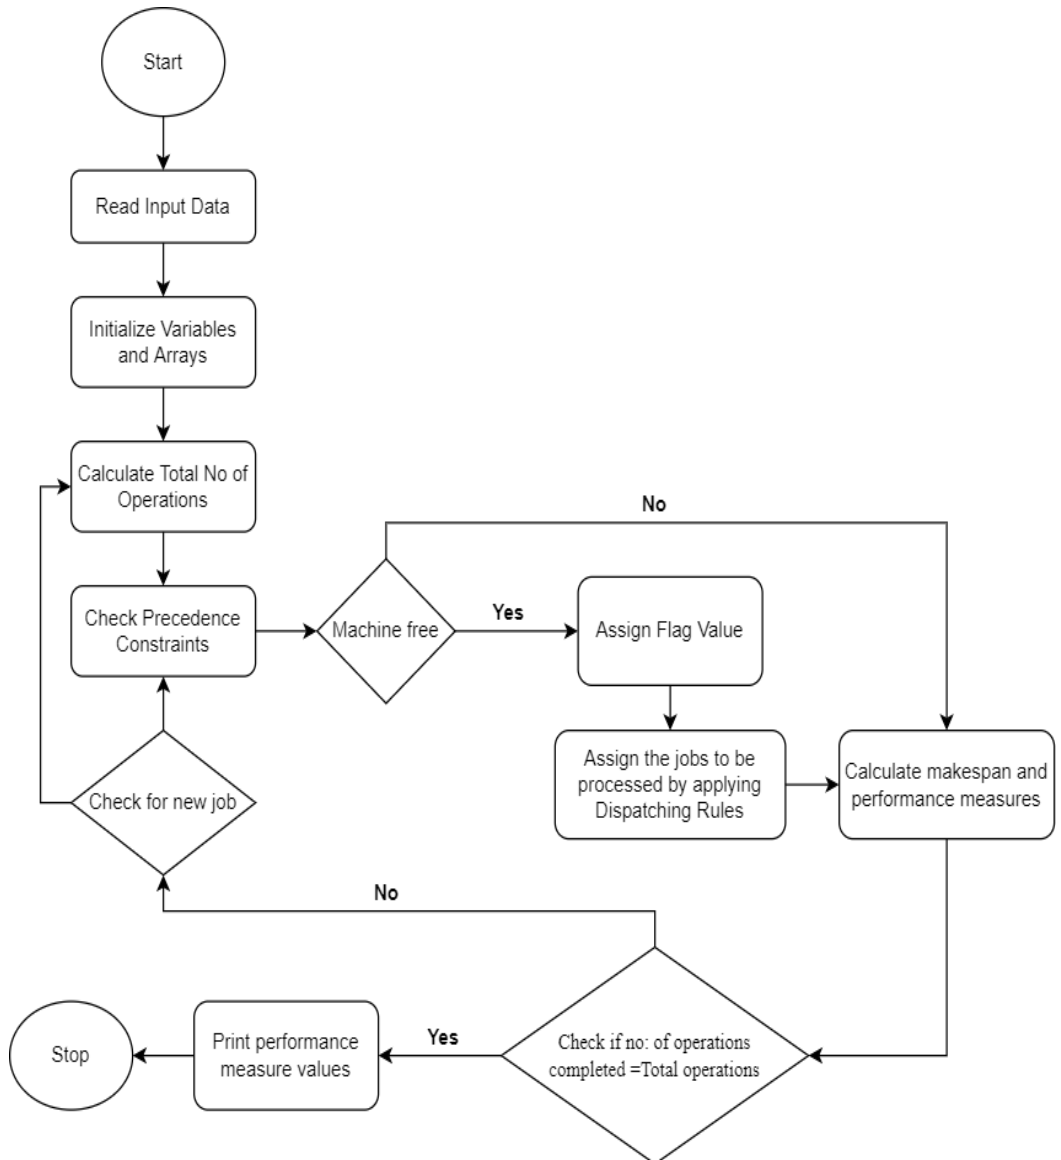 Start
Read Input Data
Initialize Variables
and Arrays
Calculate Total No of
Operations
No
Check Precedence
Constraints
Machine free
Yes
Assign Flag Value
Assign the jobs to be
processed by applying
Dispatching Rules
Calculate makespan and
performance measures
Check for new job
No
Check if no: of operations
completed =Total operations
Yes
Print performance
measure values
Stop